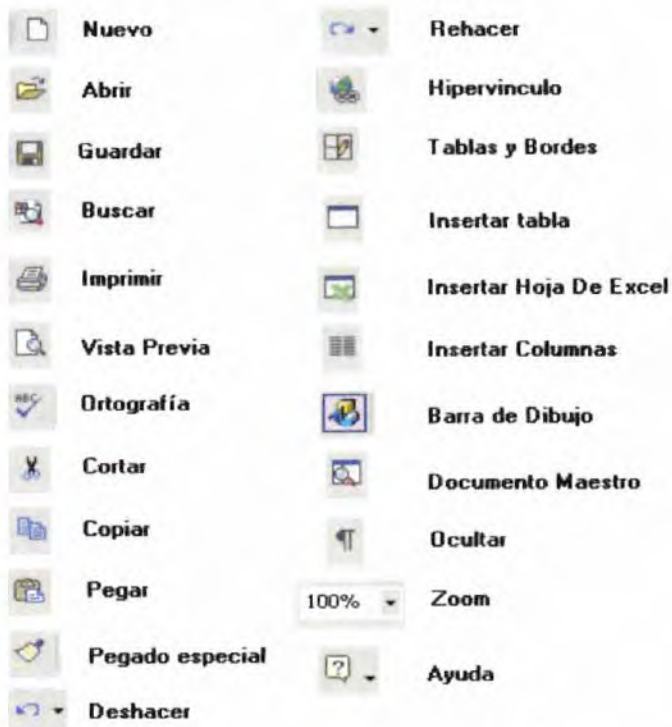 Nuevo
Abrir
Guardar
Buscar
Imprimir
Vista Previa
ABC
Ortografía
Cortar
Copiar
Pegar
Pegado especial
Deshacer
Rehacer
Hipervinculo
Tablas y Bordes
Insertar tabla
Insertar Hoja De Excel
Insertar Columnas
Barra de Dibujo
Documento Maestro
¶
Ocultar
100%
Zoom
?
Ayuda